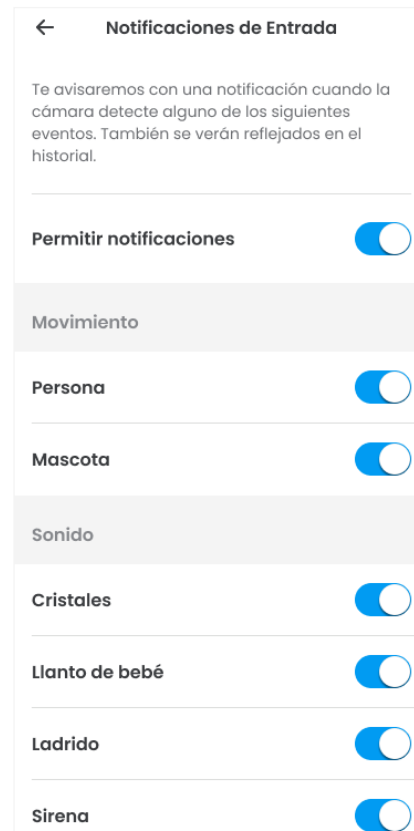 Notificaciones de Entrada
Te avisaremos con una notificación cuando la
cámara detecte alguno de los siguientes
eventos. También se verán reflejados en el
historial.
Permitir notificaciones
Movimiento
Persona
Mascota
Sonido
Cristales
Llanto de bebé
Ladrido
Sirena